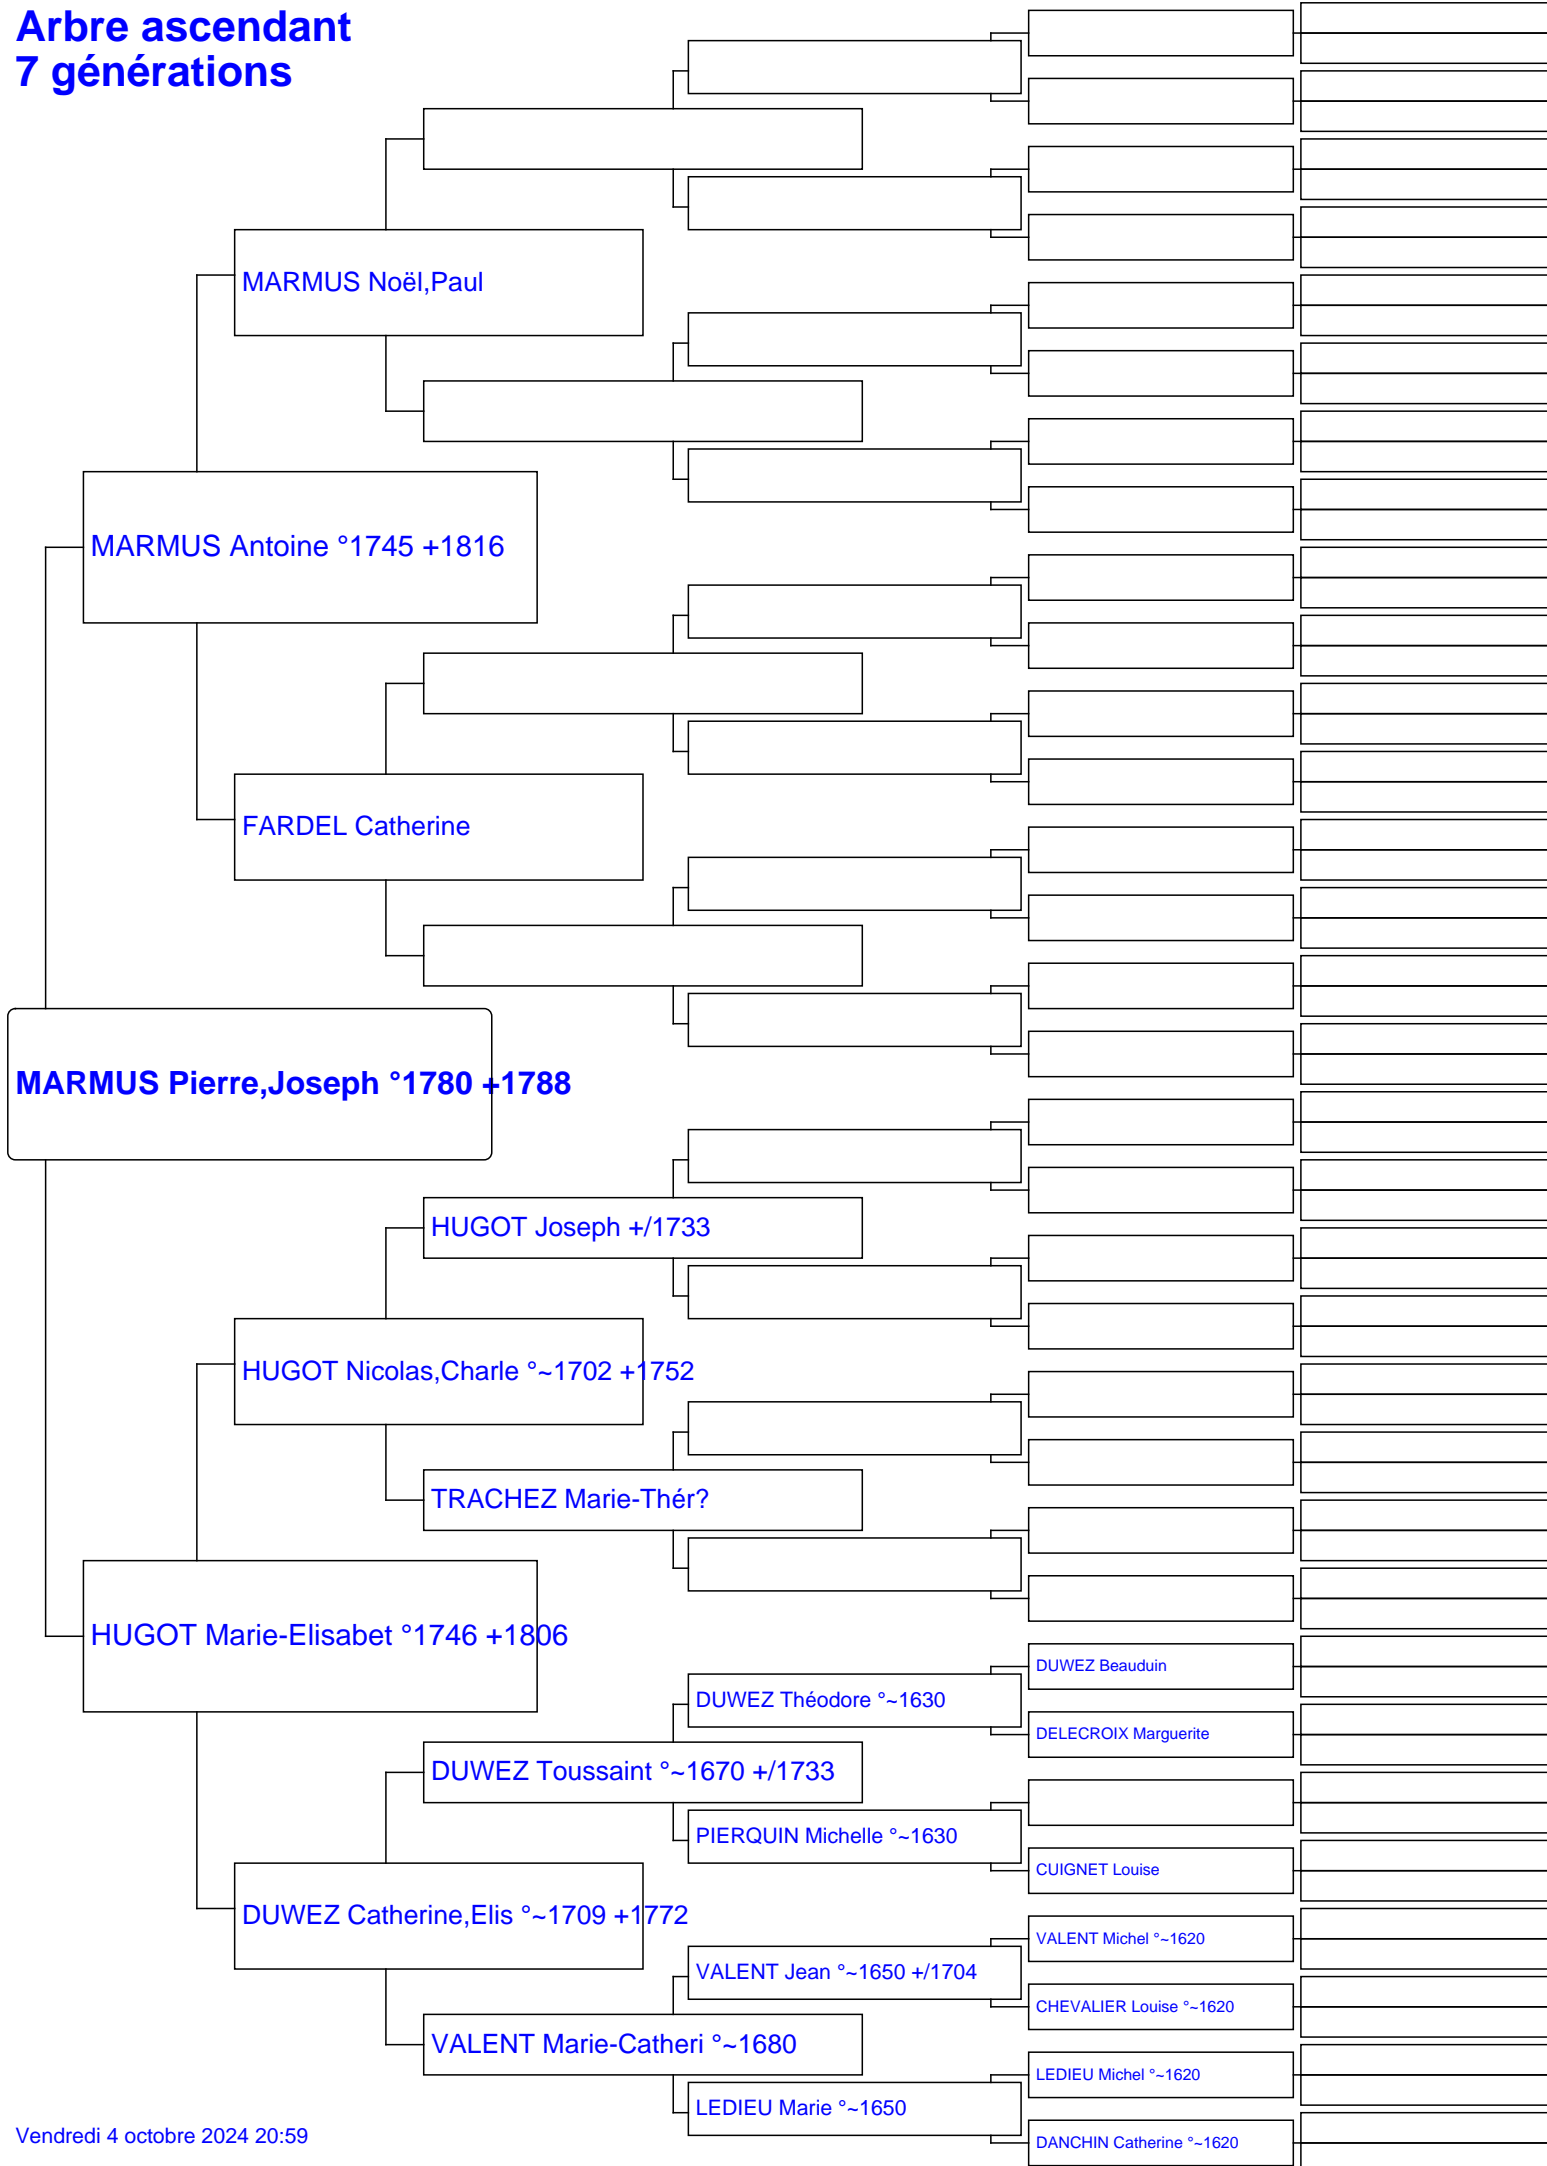 Arbre ascendant
7 générations
MARMUS Noël,Paul
MARMUS Antoine °1745 +1816
FARDEL Catherine
MARMUS Pierre,Joseph °1780 +1788
HUGOT Joseph +/1733
HUGOT Nicolas,Charle °~1702 +1752
TRACHEZ Marie-Thér?
HUGOT Marie-Elisabet °1746 +1806
DUWEZ Beauduin
DUWEZ Théodore °~1630
DELECROIX Marguerite
DUWEZ Toussaint °~1670 +/1733
PIERQUIN Michelle °~1630
CUIGNET Louise
DUWEZ Catherine,Elis °~1709 +1772
VALENT Michel °~1620
VALENT Jean °~1650 +/1704
CHEVALIER Louise °~1620
VALENT Marie-Catheri °~1680
LEDIEU Michel °~1620
LEDIEU Marie °~1650
DANCHIN Catherine °~1620
Vendredi 4 octobre 2024 20:59